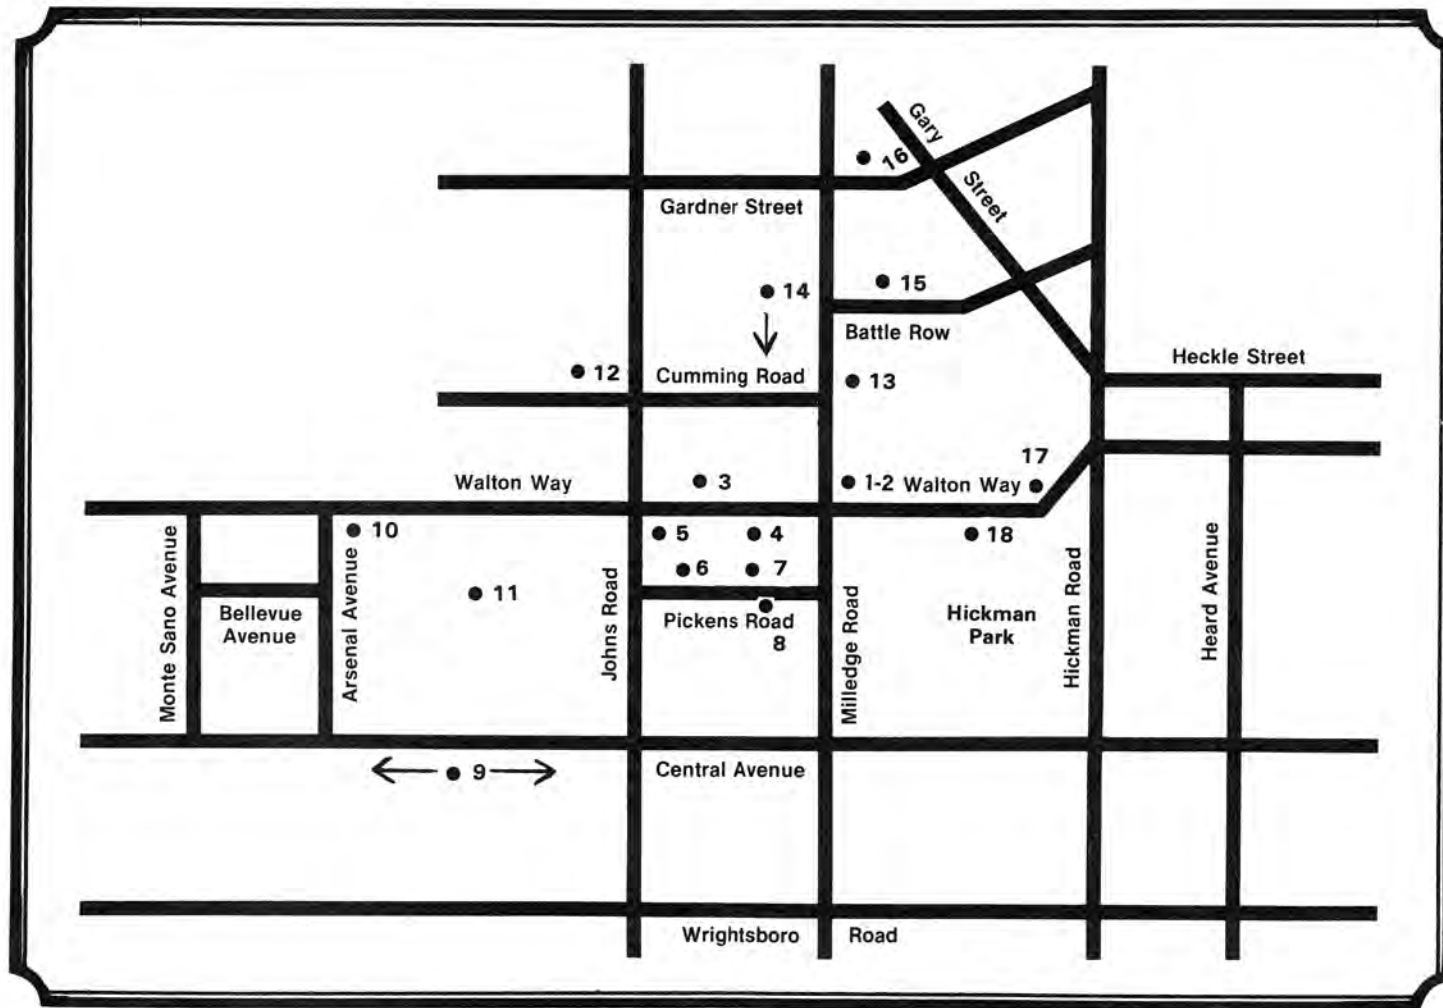 Gary
Street
16
Gardner Street
14
15
Battle Row
Heckle Street
12
Cumming Road
13
17
Walton Way
3
1-2 Walton Way
10
5
4
18
6
7
11
Monte Sano Avenue
Bellevue
Avenue
Arsenal Avenue
Johns Road
Pickens Road
8
Milledge Road
Hickman
Park
Hickman Road
Heard Avenue
9
Central Avenue
Wrightsboro Road